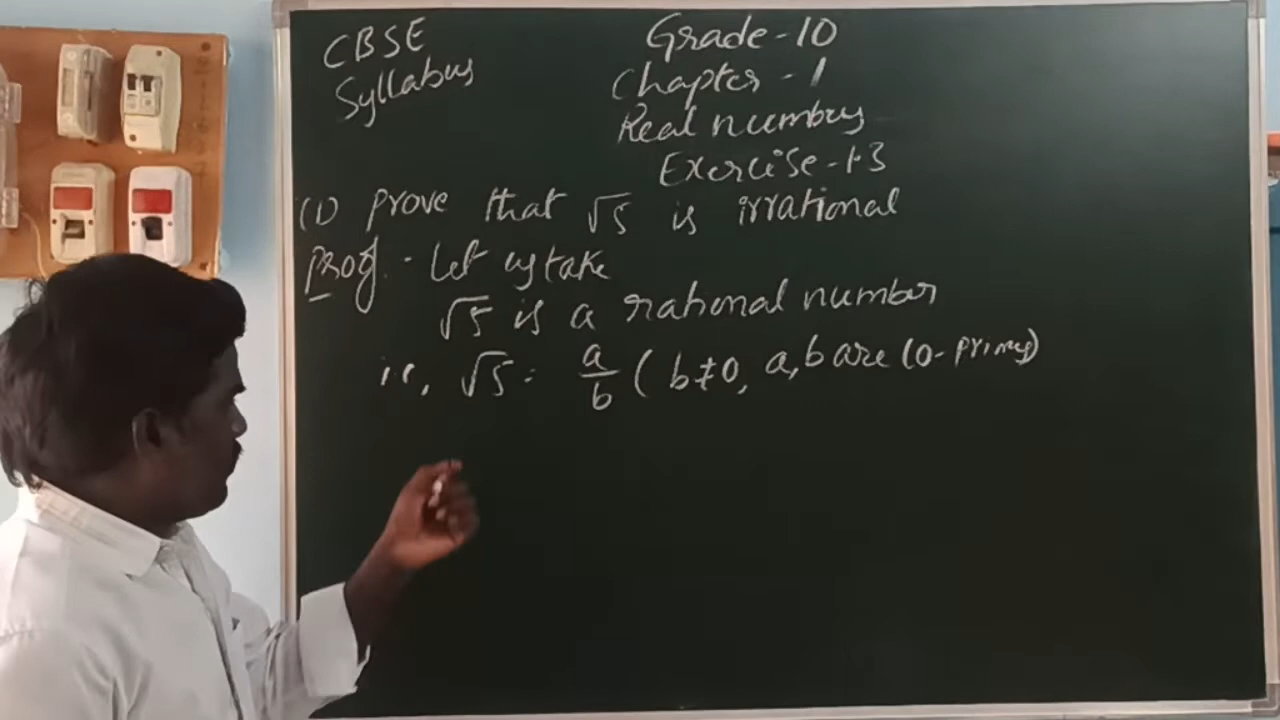 CBSE
Syllabus
Grade-10
Chapter-1
Real numbers
Exercise-1.3
(1) Prove that √5 is irrational
Proof:- Let us take
√5 is a rational number
i.e, √5 = a/b ( b≠0, a,b are co-primes)